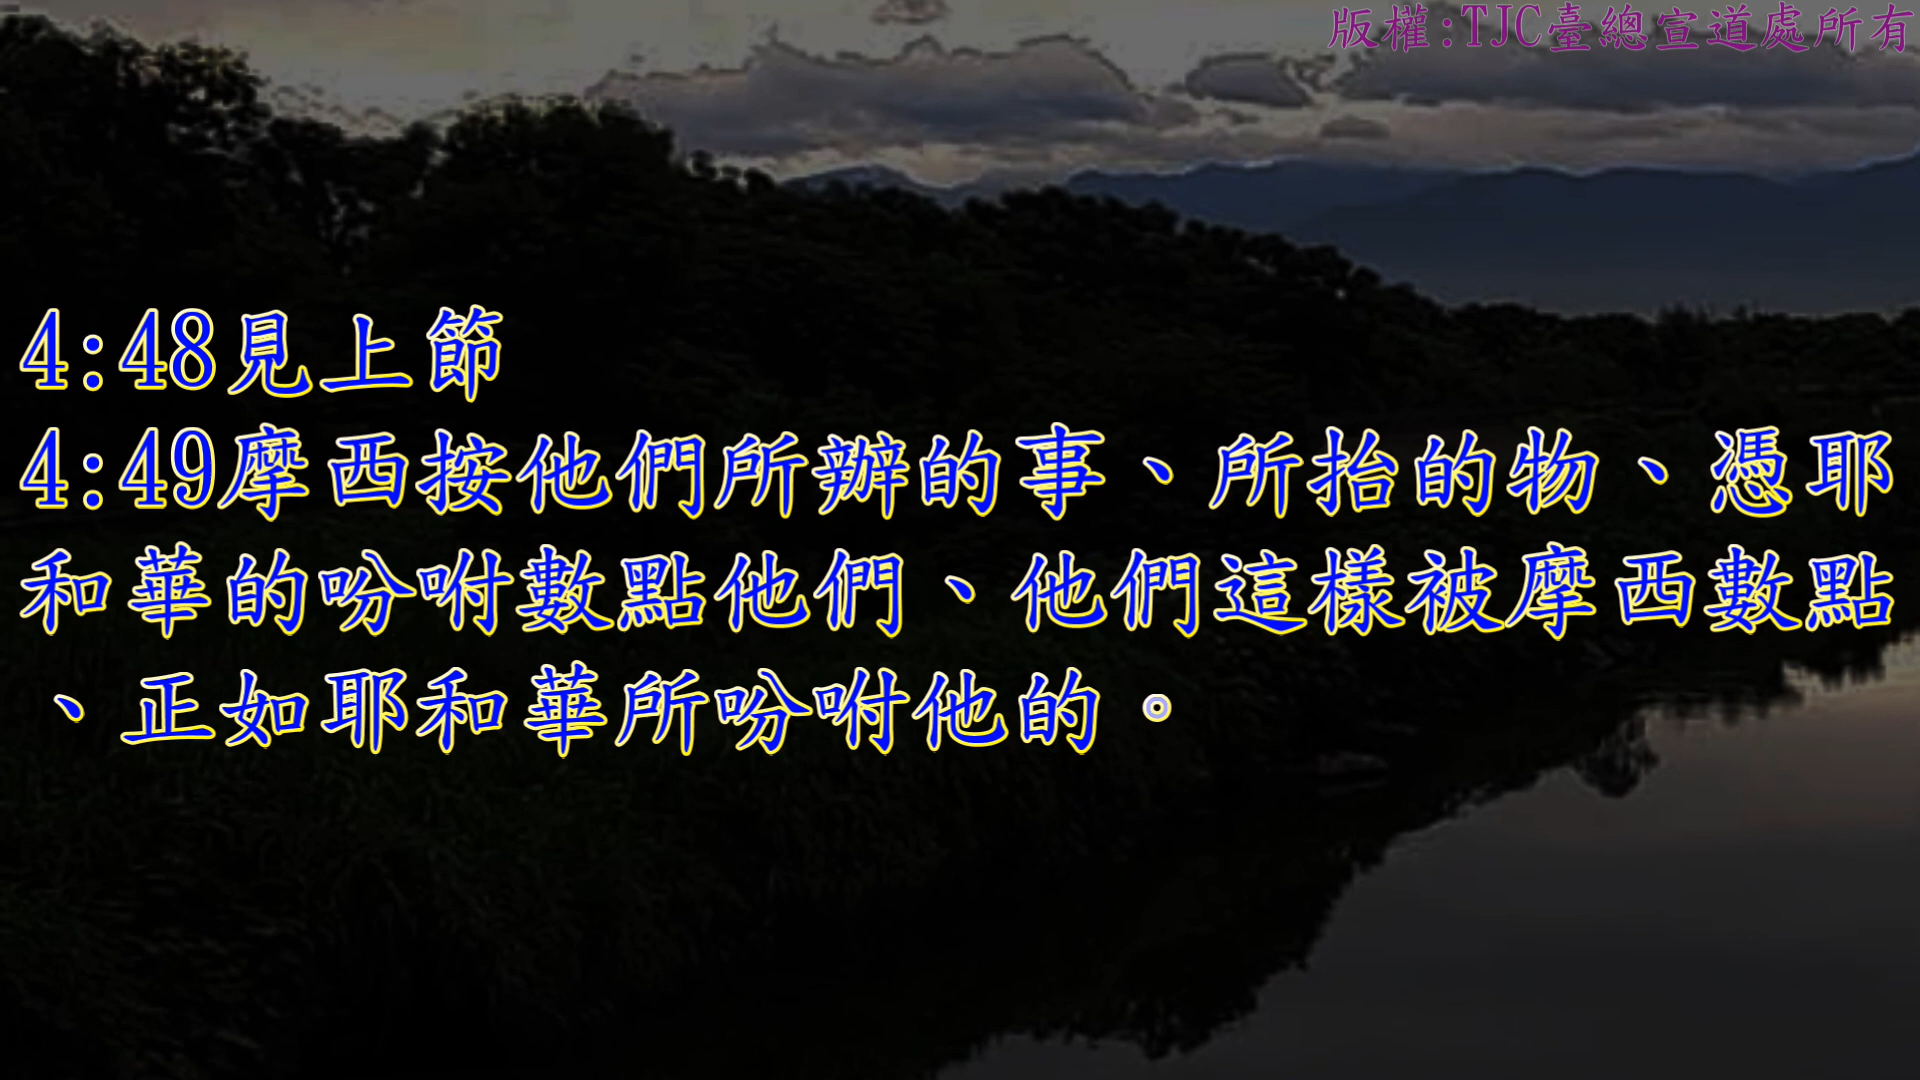 版權:TJC臺總宣道處所有
4:48見上節
4:49摩西按他們所辦的事、所抬的物、憑耶
和華的吩咐數點他們、他們這樣被摩西數點
、正如耶和華所吩咐他的。